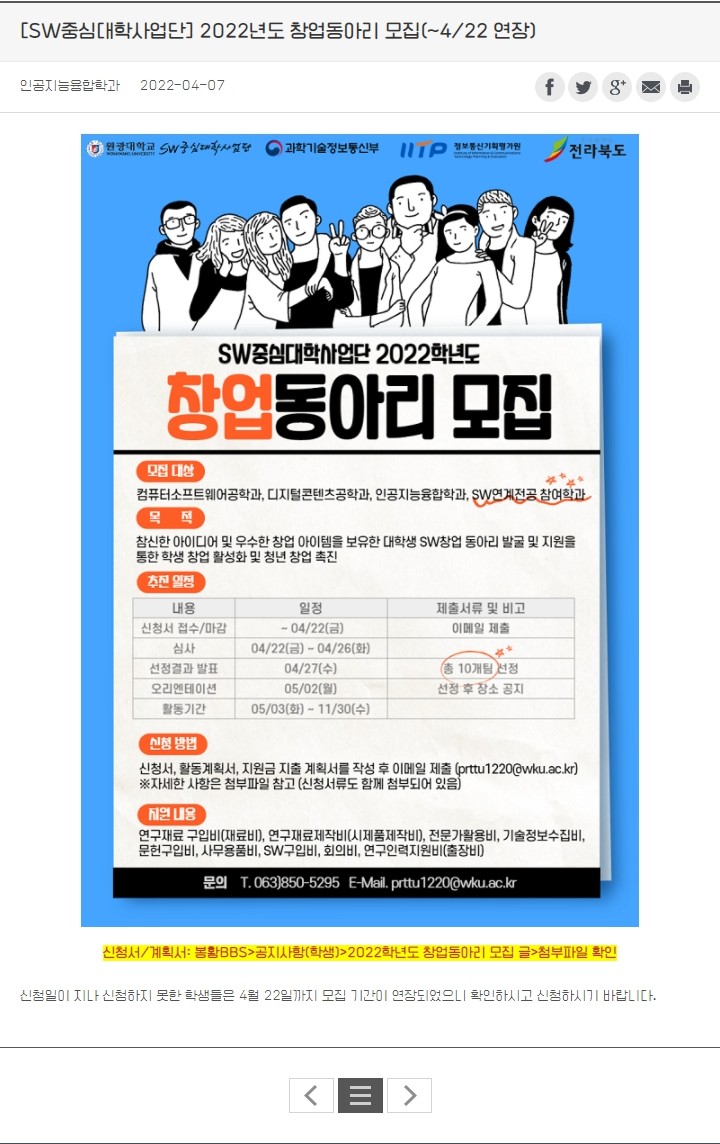 [SW중심대학사업단] 2022년도 창업동아리 모집(~4/22 연장)
인공지능융합학과 2022-04-07
원광대학교 SW중심대학사업단 과학기술정보통신부 IITP 정보통신기획평가원 전라북도
WONKWANG UNIVERSITY
SW중심대학사업단 2022학년도
창업동아리 모집
모집 대상
컴퓨터소프트웨어공학과, 디지털콘텐츠공학과, 인공지능융합학과, SW연계전공 참여학과
목 적
참신한 아이디어 및 우수한 창업 아이템을 보유한 대학생 SW창업 동아리 발굴 및 지원을
통한 학생 창업 활성화 및 청년 창업 촉진
추진 일정
내용 일정 제출서류 및 비고
신청서 접수/마감 ~ 04/22(금) 이메일 제출
심사 04/22(금) ~ 04/26(화)
선정결과 발표 04/27(수) 총 10개팀 선정
오리엔테이션 05/02(월) 선정 후 장소 공지
활동기간 05/03(화) ~ 11/30(수)
신청 방법
신청서, 활동계획서, 지원금 지출 계획서를 작성 후 이메일 제출 (prttu1220@wku.ac.kr)
※자세한 사항은 첨부파일 참고 (신청서류도 함께 첨부되어 있음)
지원 내용
연구재료 구입비(재료비), 연구재료제작비(시제품제작비), 전문가활용비, 기술정보수집비,
문헌구입비, 사무용품비, SW구입비, 회의비, 연구인력지원비(출장비)
문의 T. 063)850-5295 E-Mail. prttu1220@wku.ac.kr
신청서/계획서: 봉황BBS>공지사항(학생)>2022학년도 창업동아리 모집 글>첨부파일 확인
신청일이 지나 신청하지 못한 학생들은 4월 22일까지 모집 기간이 연장되었으니 확인하시고 신청하시기 바랍니다.